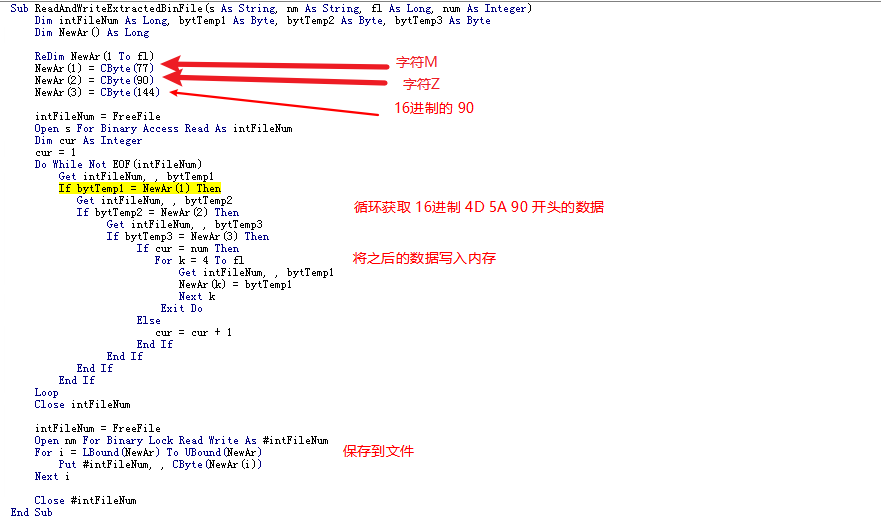 Sub ReadAndWriteExtractedBinFile(s As String, nm As String, fl As Long, num As Integer)
Dim intFileNum As Long, bytTemp1 As Byte, bytTemp2 As Byte, bytTemp3 As Byte
Dim NewAr() As Long
ReDim NewAr(1 To fl)
NewAr(1) = CByte(77)
字符M
NewAr(2) = CByte(90)
字符Z
NewAr(3) = CByte(144)
16进制的 90
intFileNum = FreeFile
Open s For Binary Access Read As intFileNum
Dim cur As Integer
cur = 1
Do While Not EOF(intFileNum)
Get intFileNum, , bytTemp1
If bytTemp1 = NewAr(1) Then
Get intFileNum, , bytTemp2
循环获取 16进制 4D 5A 90 开头的数据
If bytTemp2 = NewAr(2) Then
Get intFileNum, , bytTemp3
If bytTemp3 = NewAr(3) Then
If cur = num Then
For k = 4 To fl
将之后的数据写入内存
Get intFileNum, , bytTemp1
NewAr(k) = bytTemp1
Next k
Exit Do
Else
cur = cur + 1
End If
End If
End If
End If
Loop
Close intFileNum
intFileNum = FreeFile
Open nm For Binary Lock Read Write As #intFileNum
For i = LBound(NewAr) To UBound(NewAr)
保存到文件
Put #intFileNum, , CByte(NewAr(i))
Next i
Close #intFileNum
End Sub